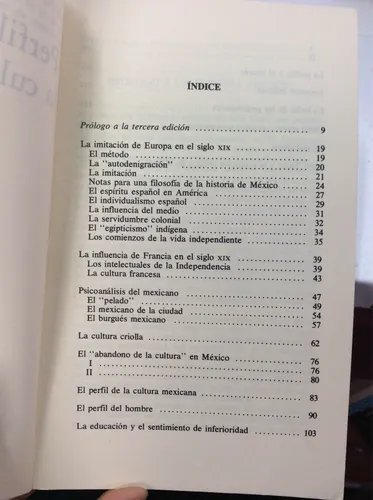 ÍNDICE
Prólogo a la tercera edición ........................ 9
La imitación de Europa en el siglo XIX ............ 19
El método .................................... 19
La "autodenigración" ......................... 20
La imitación ................................. 21
Notas para una filosofía de la historia de México .. 24
El espíritu español en América ................. 27
El individualismo español ...................... 29
La influencia del medio ........................ 31
La servidumbre colonial ........................ 32
El "egipticismo" indígena ...................... 34
Los comienzos de la vida independiente .......... 35
La influencia de Francia en el siglo XIX ........... 39
Los intelectuales de la Independencia ........... 39
La cultura francesa ............................ 43
Psicoanálisis del mexicano ........................ 47
El "pelado" ................................... 49
El mexicano de la ciudad ....................... 54
El burgués mexicano ........................... 57
La cultura criolla ................................ 62
El "abandono de la cultura" en México ............. 76
I ............................................ 76
II ........................................... 80
El perfil de la cultura mexicana ................... 83
El perfil del hombre .............................. 90
La educación y el sentimiento de inferioridad ........... 103